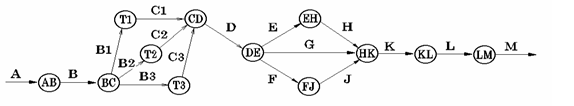 C1
T1 CD D E EH H
C2
B1 T2 C3 DE G HK K KL L LM M
B2
A AB B BC B3 T3 F FJ J